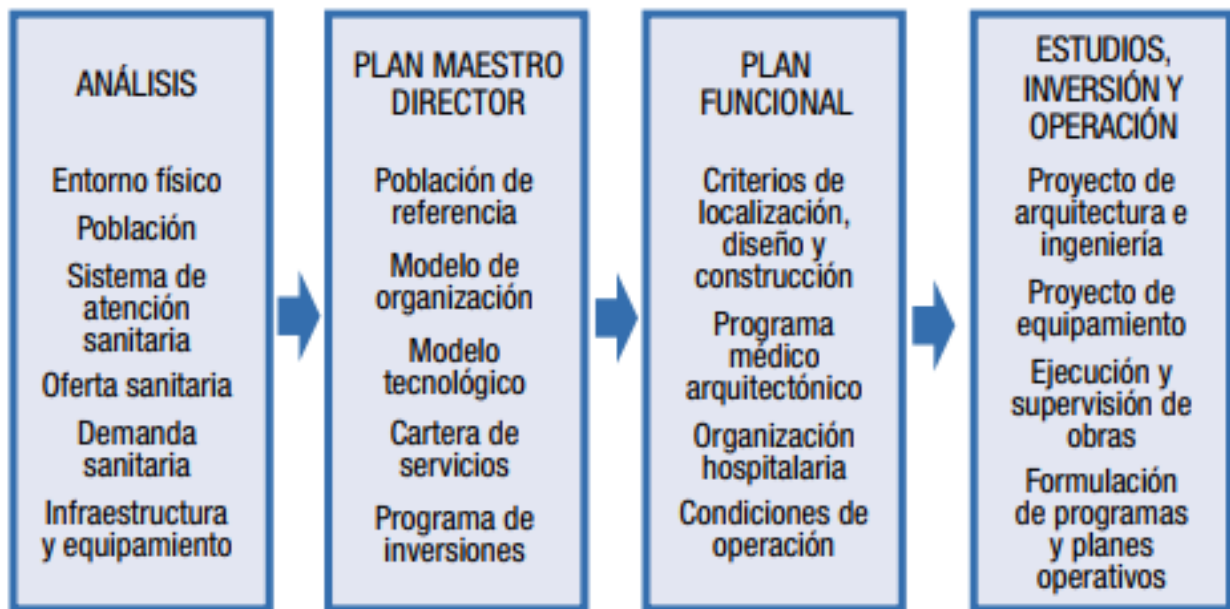 ANÁLISIS
Entorno físico
Población
Sistema de
atención
sanitaria
Oferta sanitaria
Demanda
sanitaria
Infraestructura
y equipamiento
PLAN MAESTRO
DIRECTOR
Población de
referencia
Modelo de
organización
Modelo
tecnológico
Cartera de
servicios
Programa de
inversiones
PLAN
FUNCIONAL
Criterios de
localización,
diseño y
construcción
Programa
médico
arquitectónico
Organización
hospitalaria
Condiciones de
operación
ESTUDIOS,
INVERSIÓN Y
OPERACIÓN
Proyecto de
arquitectura e
ingeniería
Proyecto de
equipamiento
Ejecución y
supervisión de
obras
Formulación
de programas
y planes
operativos